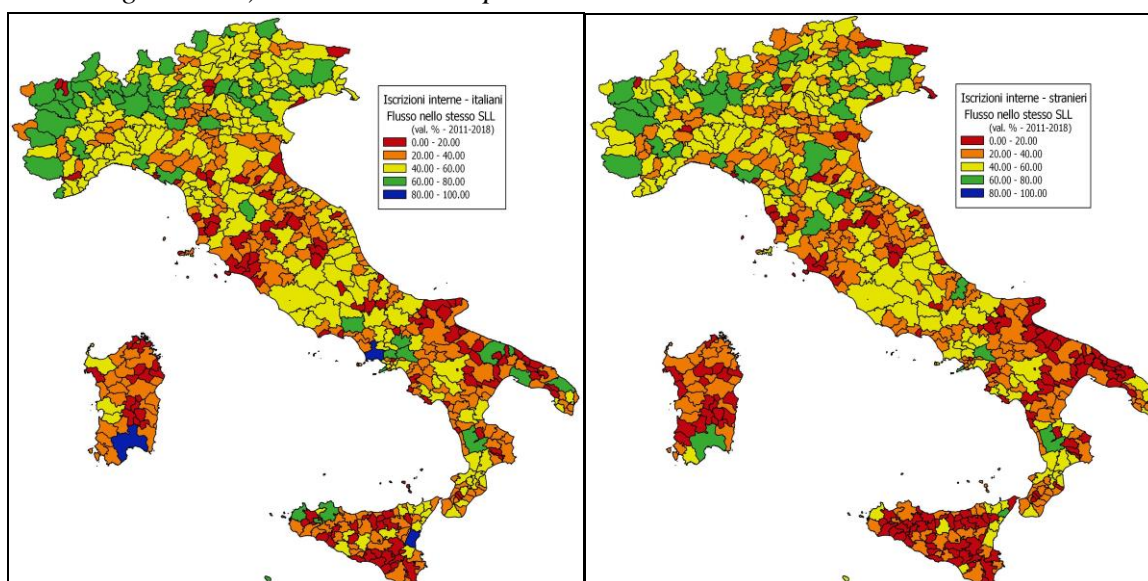 Iscrizioni interne - italiani
Flusso nello stesso SLL
(val. % - 2011-2018)
0.00 - 20.00
20.00 - 40.00
40.00 - 60.00
60.00 - 80.00
80.00 - 100.00
Iscrizioni interne - stranieri
Flusso nello stesso SLL
(val. % - 2011-2018)
0.00 - 20.00
20.00 - 40.00
40.00 - 60.00
60.00 - 80.00
80.00 - 100.00